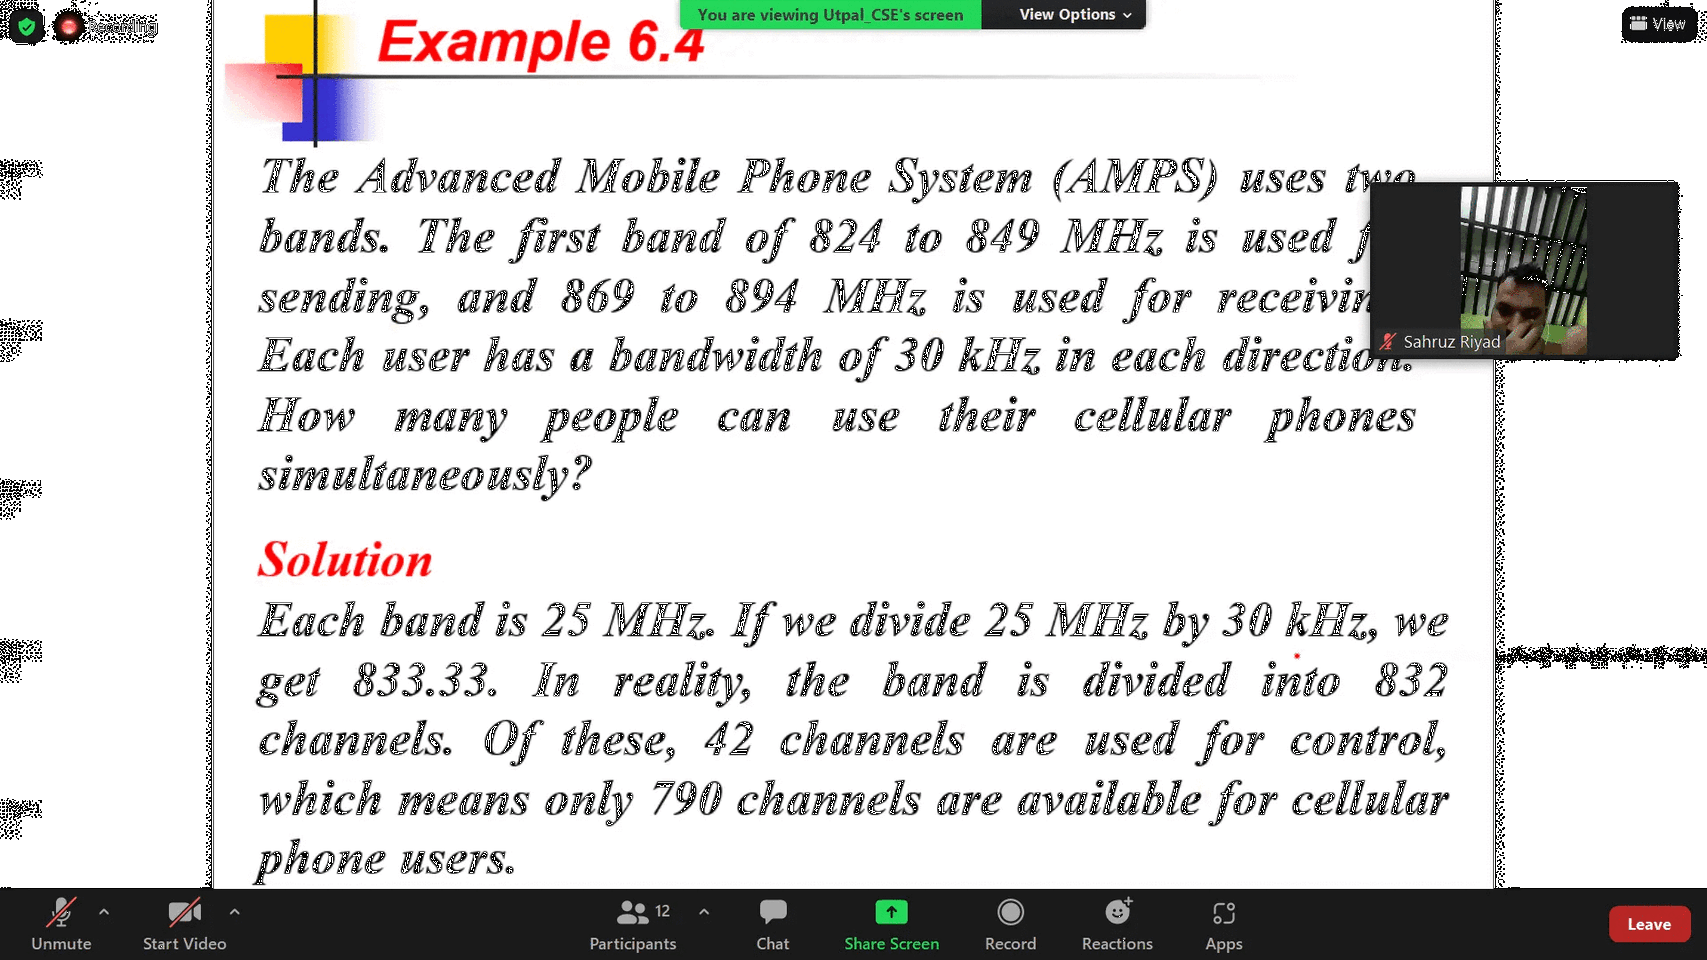 Recording
You are viewing Utpal_CSE's screen
View Options
View
Example 6.4
The Advanced Mobile Phone System (AMPS) uses two
bands. The first band of 824 to 849 MHz is used
sending, and 869 to 894 MHz is used for
Each user has a bandwidth of 30 kHz in each direction.
How many people can use their cellular phones
simultaneously?
Sahruz Riyad
Solution
Each band is 25 MHz. If we divide 25 MHz by 30 kHz, we
get 833.33. In reality, the band is divided into 832
channels. Of these, 42 channels are used for control,
which means only 790 channels are available for cellular
phone users.
Unmute
Start Video
12
Participants
Chat
Share Screen
Record
Reactions
Apps
Leave